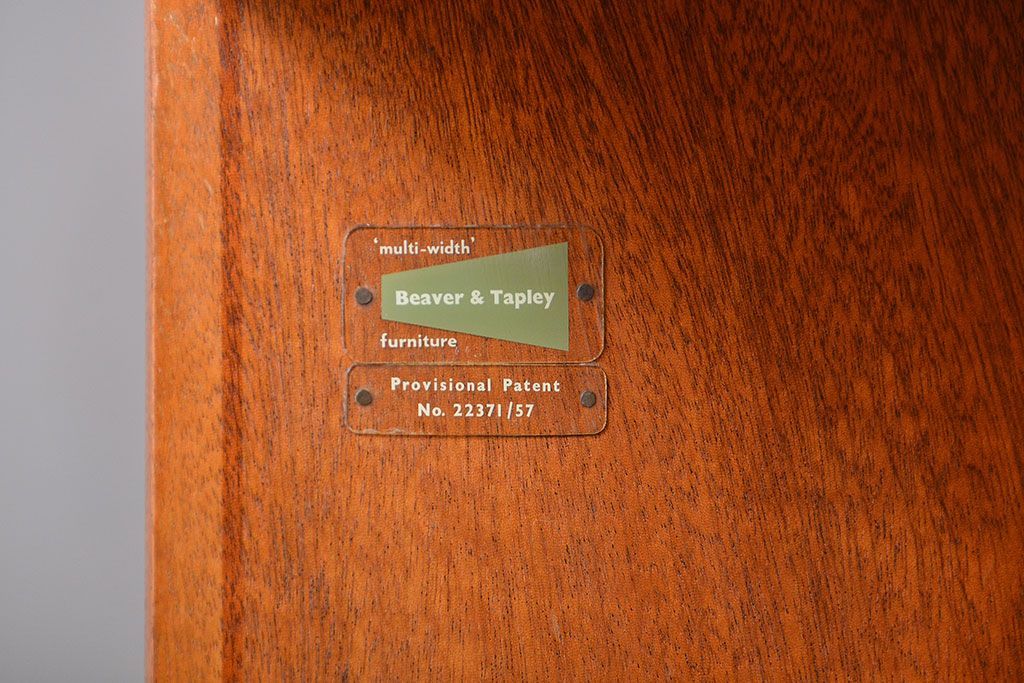 ‘multi-width’
Beaver & Tapley
furniture
Provisional Patent
No. 22371/57